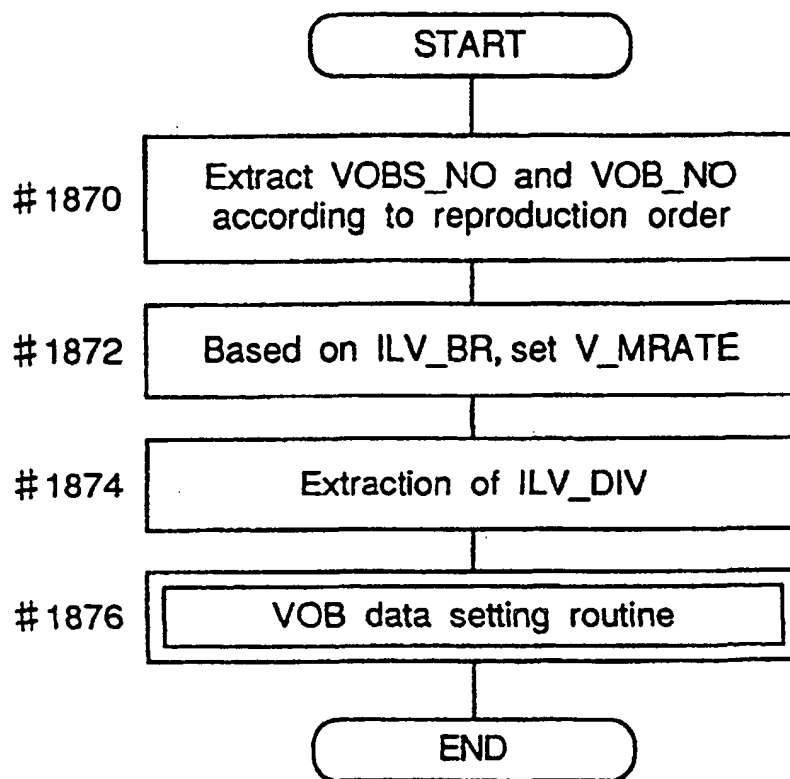 START
#1870
Extract VOBS_NO and VOB_NO
according to reproduction order
#1872
Based on ILV_BR, set V_MRATE
#1874
Extraction of ILV_DIV
#1876
VOB data setting routine
END